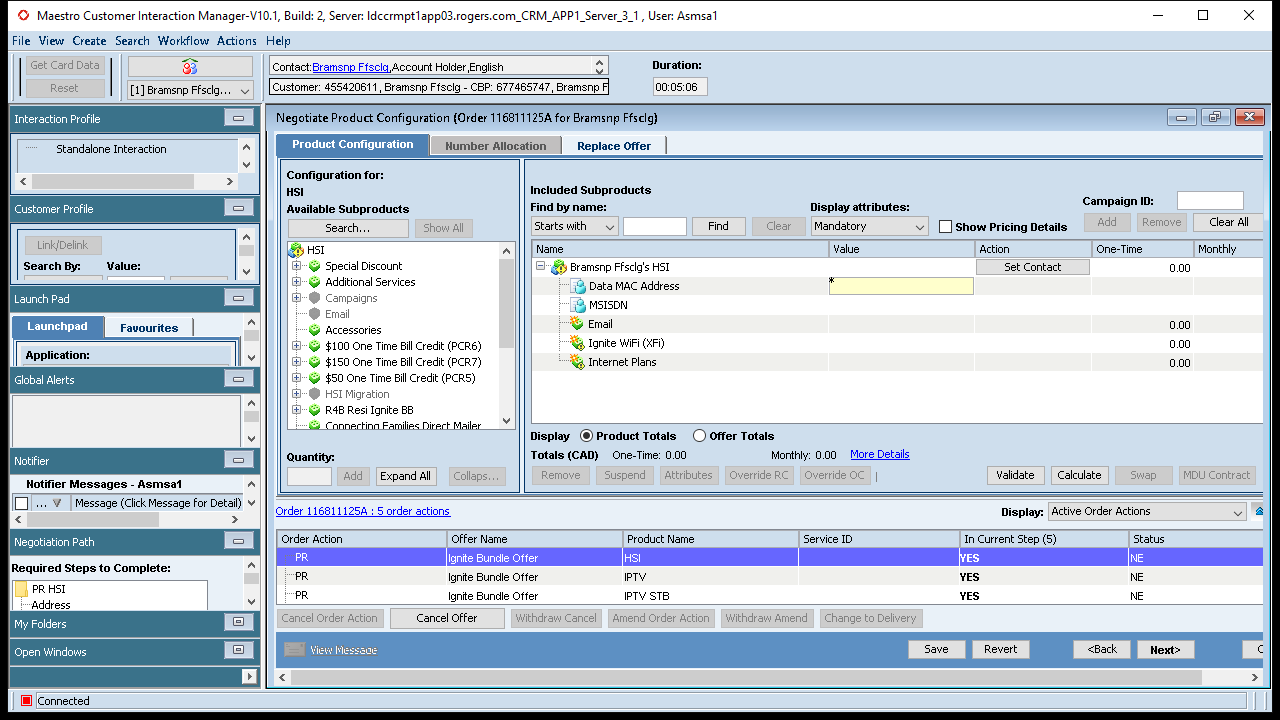 Maestro Customer Interaction Manager-V10.1, Build: 2, Server: ldccrmpt1app03.rogers.com_CRM_APP1_Server_3_1 , User: Asmsa1
File View Create Search Workflow Actions Help
Get Card Data
Reset
[1] Bramsnp Ffsclg...
Contact:Bramsnp Ffsclg,Account Holder,English
Customer: 455420611, Bramsnp Ffsclg - CBP: 677465747, Bramsnp F
Duration:
00:05:06
Interaction Profile
Standalone Interaction
Customer Profile
Link/Delink
Search By: Value:
Launch Pad
Launchpad Favourites
Application:
Global Alerts
Notifier
Notifier Messages - Asmsa1
... Message (Click Message for Detail)
Negotiation Path
Required Steps to Complete:
PR HSI
Address
My Folders
Open Windows
Negotiate Product Configuration (Order 116811125A for Bramsnp Ffsclg)
Product Configuration Number Allocation Replace Offer
Configuration for:
HSI
Available Subproducts
Search... Show All
HSI
Special Discount
Additional Services
Campaigns
Email
Accessories
$100 One Time Bill Credit (PCR6)
$150 One Time Bill Credit (PCR7)
$50 One Time Bill Credit (PCR5)
HSI Migration
R4B Resi Ignite BB
Connecting Families Direct Mailer
Quantity:
Add Expand All Collaps...
Included Subproducts
Find by name: Display attributes: Campaign ID:
Starts with Find Clear Mandatory Show Pricing Details Add Remove Clear All
Name Value Action One-Time Monthly
Bramsnp Ffsclg's HSI Set Contact 0.00
Data MAC Address *
MSISDN
Email 0.00
Ignite WiFi (XFi) 0.00
Internet Plans 0.00
Display Product Totals Offer Totals
Totals (CAD) One-Time: 0.00 Monthly: 0.00 More Details
Remove Suspend Attributes Override RC Override OC | Validate Calculate Swap MDU Contract
Order 116811125A : 5 order actions Display: Active Order Actions
Order Action Offer Name Product Name Service ID In Current Step (5) Status
PR Ignite Bundle Offer HSI YES NE
PR Ignite Bundle Offer IPTV YES NE
PR Ignite Bundle Offer IPTV STB YES NE
Cancel Order Action Cancel Offer Withdraw Cancel Amend Order Action Withdraw Amend Change to Delivery
View Message Save Revert <Back Next>
Connected